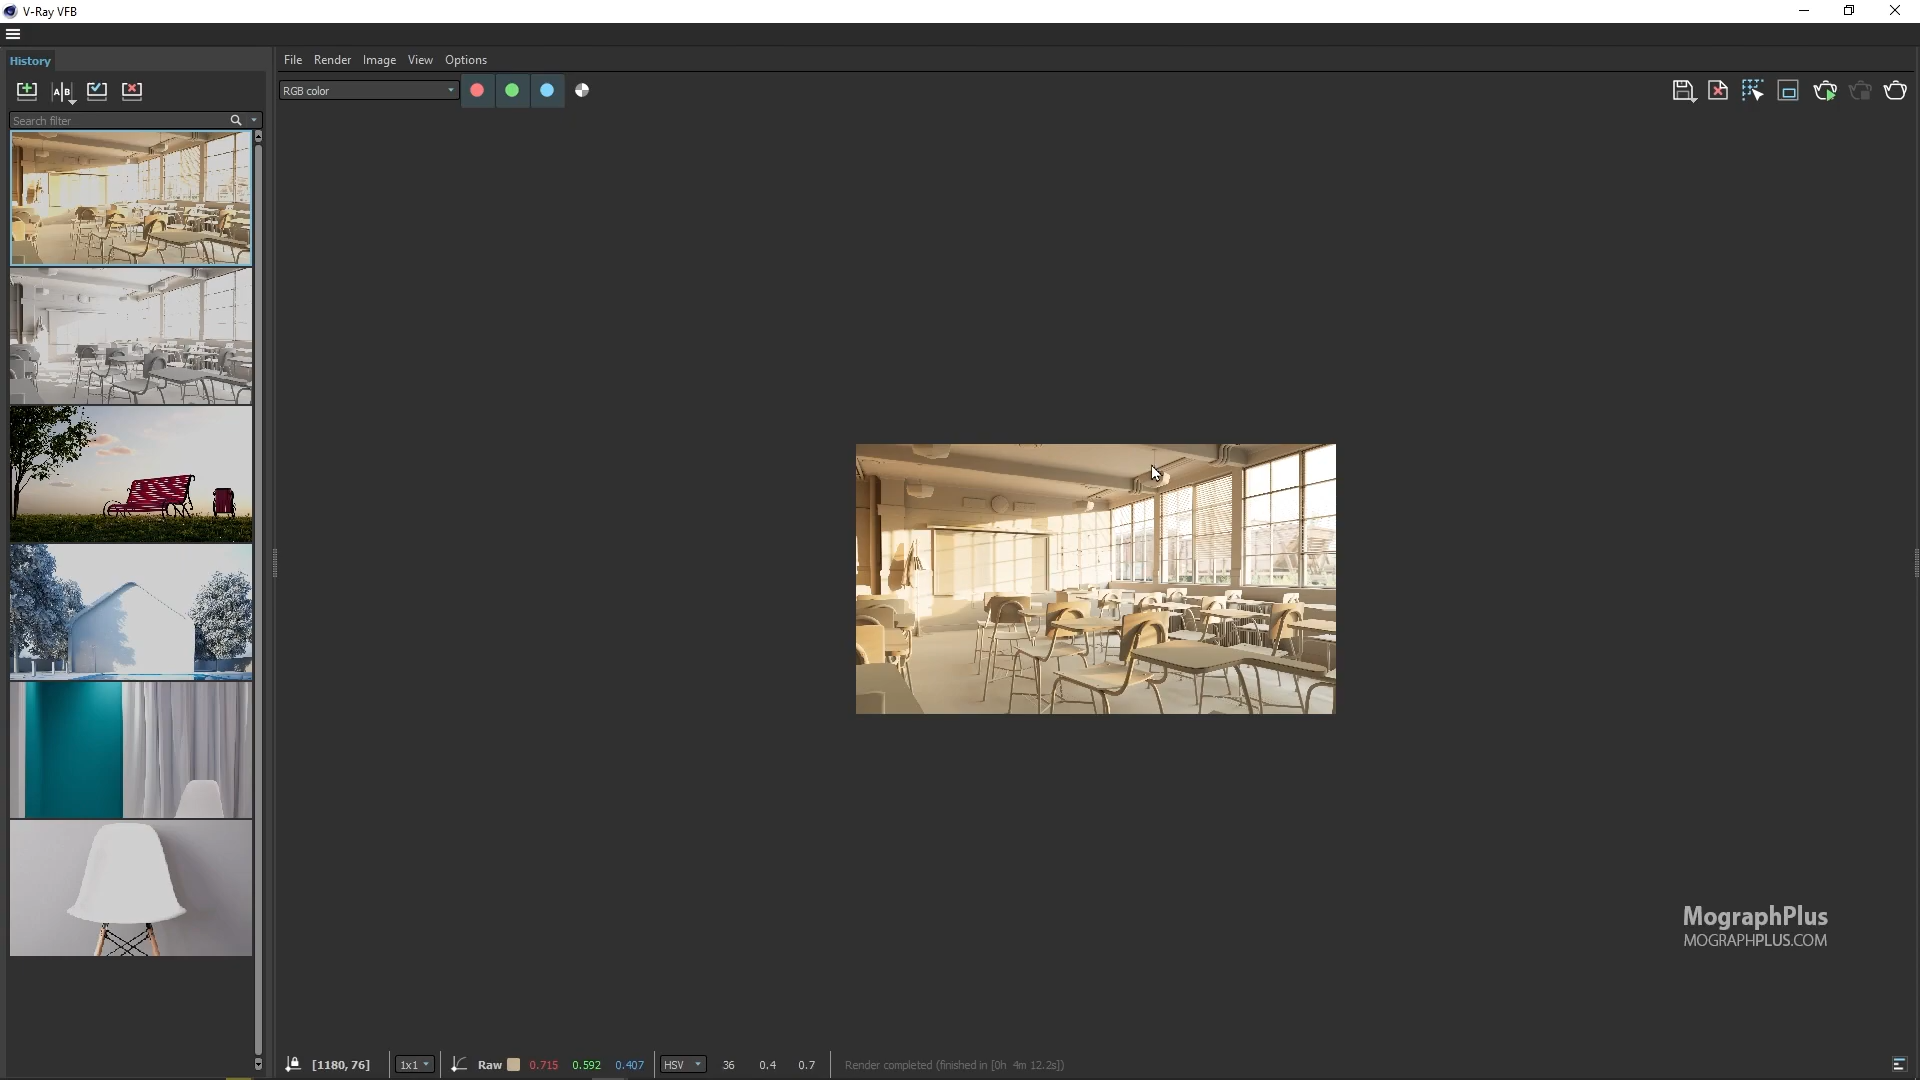 V-Ray VFB
History
File Render Image View Options
A|B
RGB color
Search filter
MographPlus
MOGRAPHPLUS.COM
[1180, 76] 1x1 Raw 0.715 0.592 0.407 HSV 36 0.4 0.7 Render completed (finished in [0h 4m 12.2s])